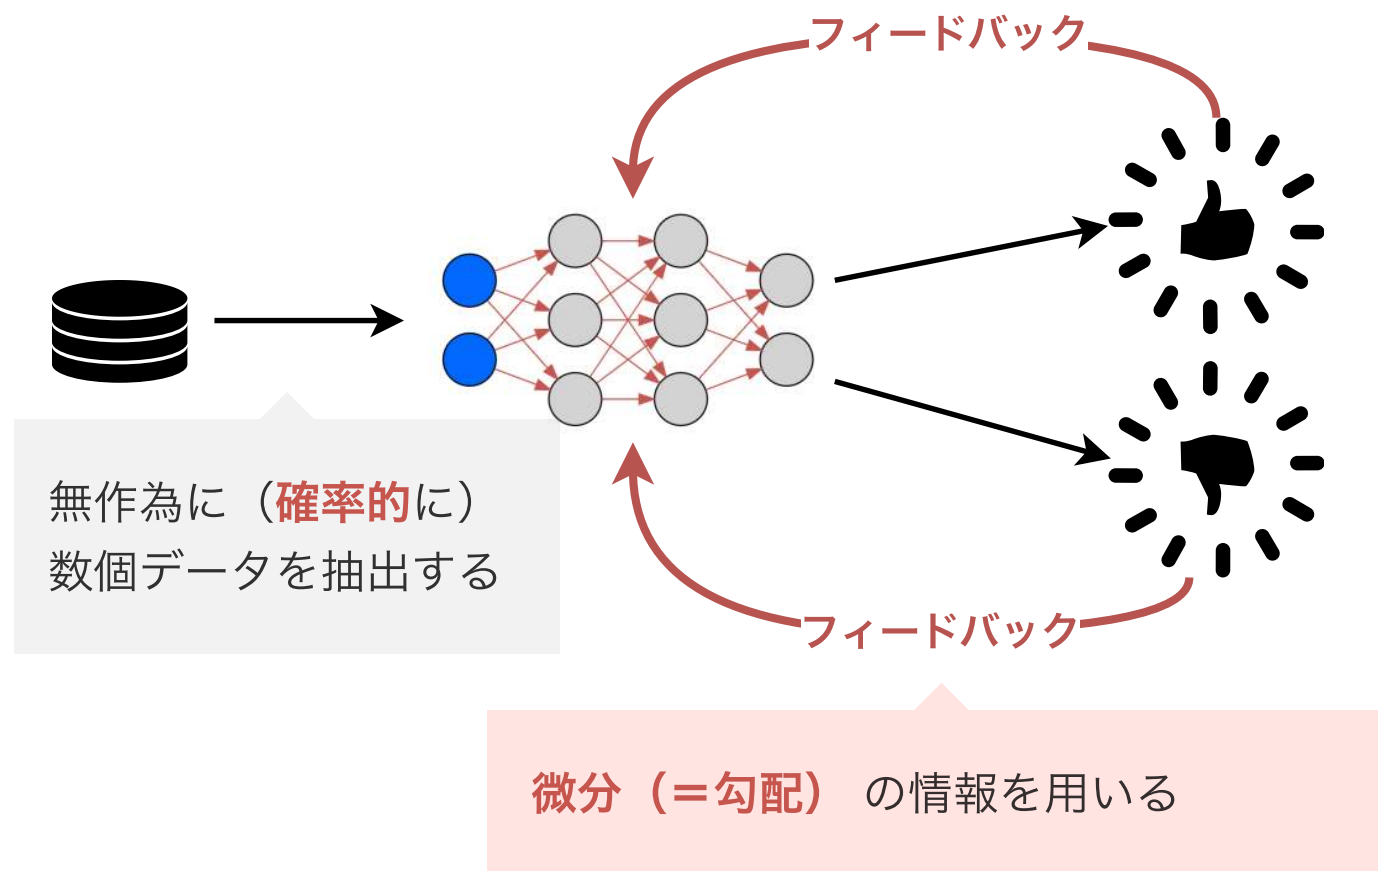 フィードバック
無作為に（確率的に）
数個データを抽出する
フィードバック
微分（＝勾配）の情報を用いる